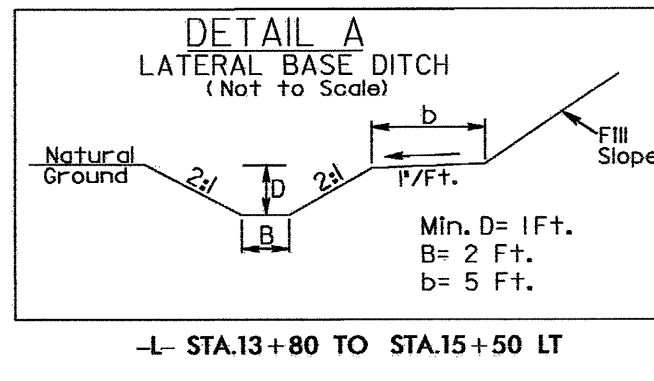 DETAIL A
LATERAL BASE DITCH
(Not to Scale)
b
Natural
Ground
2:1
D
2:1
1"/Ft.
Fill
Slope
B
Min. D= 1Ft.
B= 2 Ft.
b= 5 Ft.
-L- STA.13+80 TO STA.15+50 LT